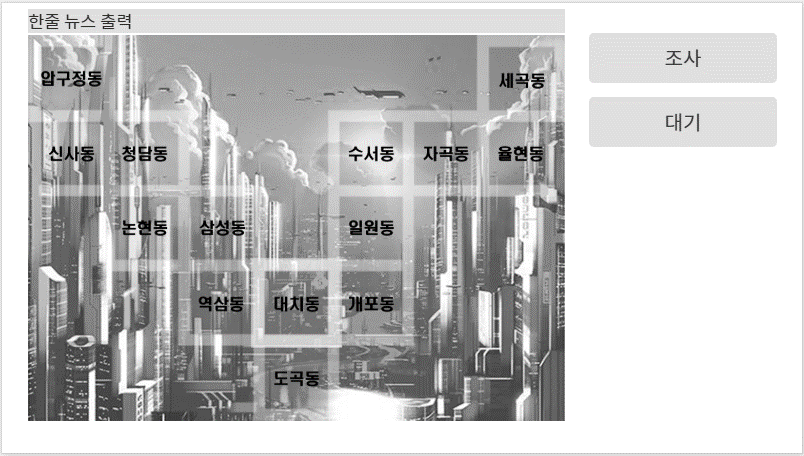 한줄 뉴스 출력
압구정동
세곡동
신사동
청담동
수서동
자곡동
율현동
논현동
삼성동
일원동
역삼동
대치동
개포동
도곡동
조사
대기